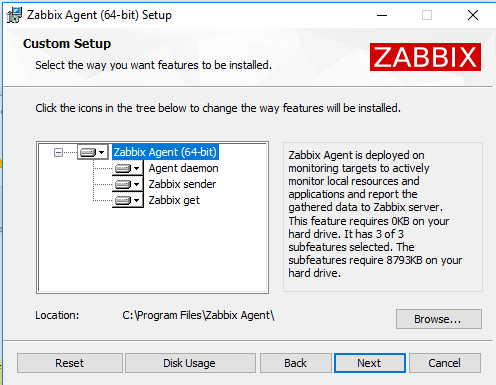 Zabbix Agent (64-bit) Setup
Custom Setup
Select the way you want features to be installed.
ZABBIX
Click the icons in the tree below to change the way features will be installed.
Zabbix Agent (64-bit)
Agent daemon
Zabbix sender
Zabbix get
Zabbix Agent is deployed on
monitoring targets to actively
monitor local resources and
applications and report the
gathered data to Zabbix server.
This feature requires 0KB on your
hard drive. It has 3 of 3
subfeatures selected. The
subfeatures require 8793KB on your
hard drive.
Location: C:\Program Files\Zabbix Agent\
Browse...
Reset Disk Usage Back Next Cancel